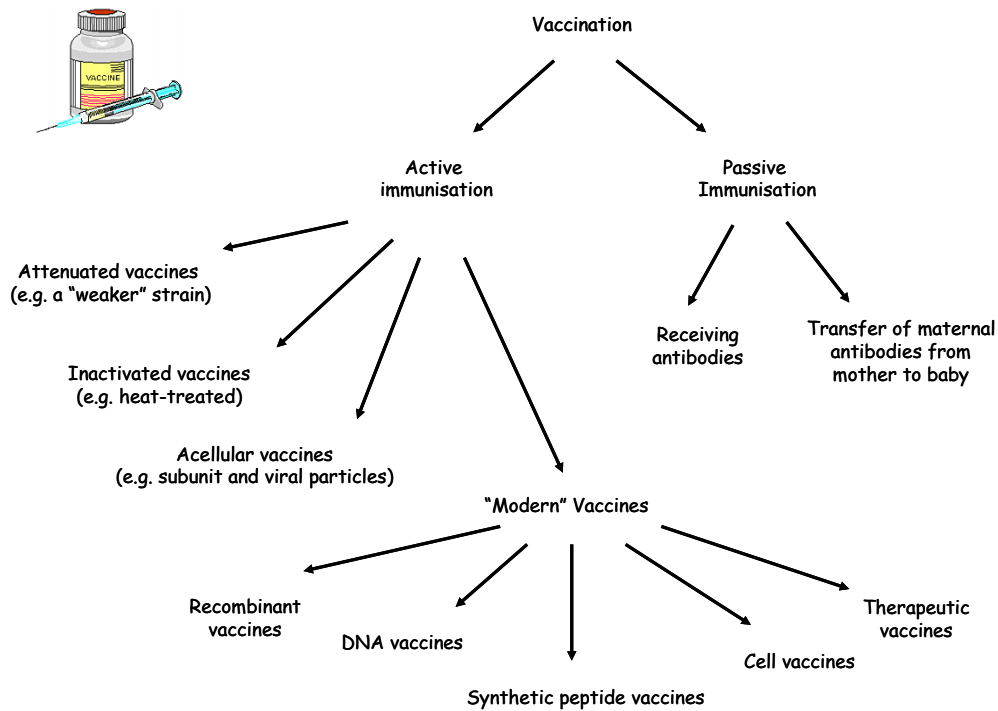 VACCINE
Vaccination
Active
immunisation
Passive
Immunisation
Attenuated vaccines
(e.g. a “weaker” strain)
Inactivated vaccines
(e.g. heat-treated)
Acellular vaccines
(e.g. subunit and viral particles)
Receiving
antibodies
Transfer of maternal
antibodies from
mother to baby
“Modern” Vaccines
Recombinant
vaccines
DNA vaccines
Synthetic peptide vaccines
Cell vaccines
Therapeutic
vaccines